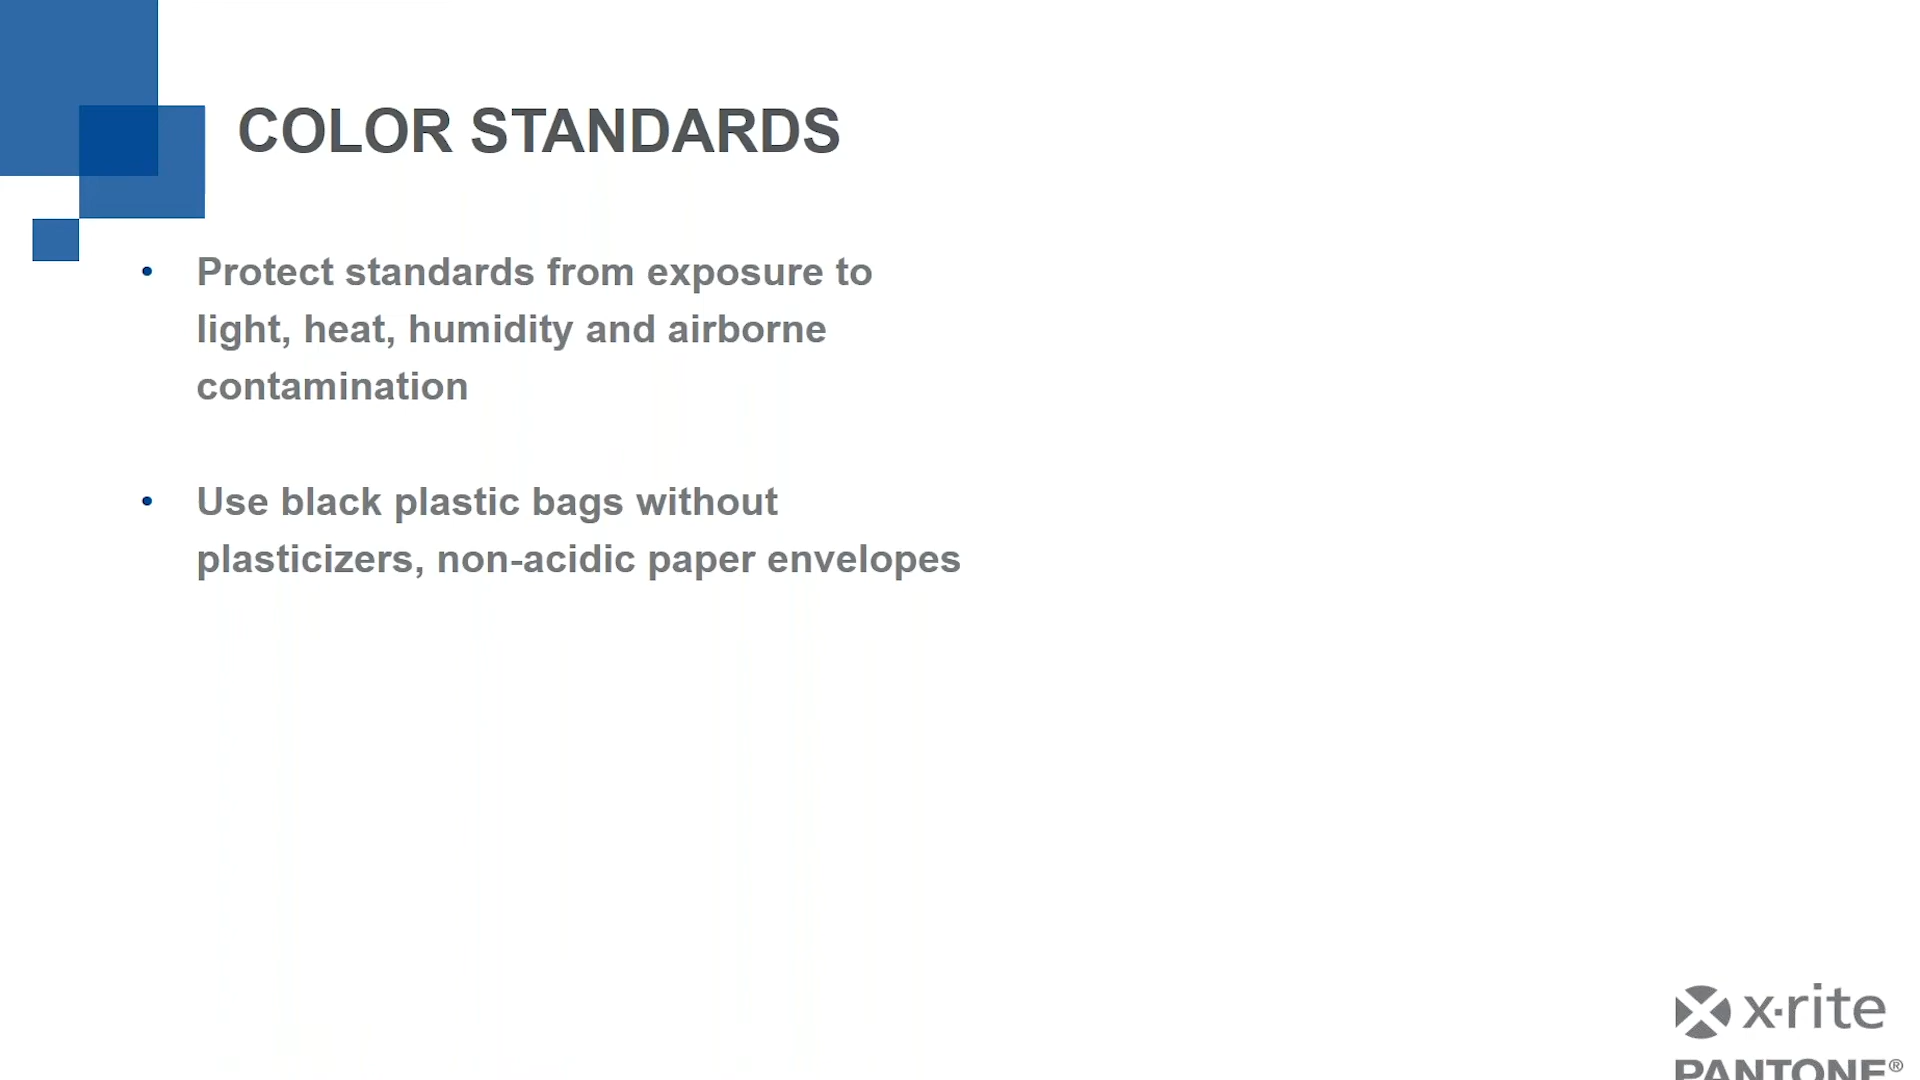 COLOR STANDARDS
• Protect standards from exposure to
light, heat, humidity and airborne
contamination
• Use black plastic bags without
plasticizers, non-acidic paper envelopes
x·rite
PANTONE®